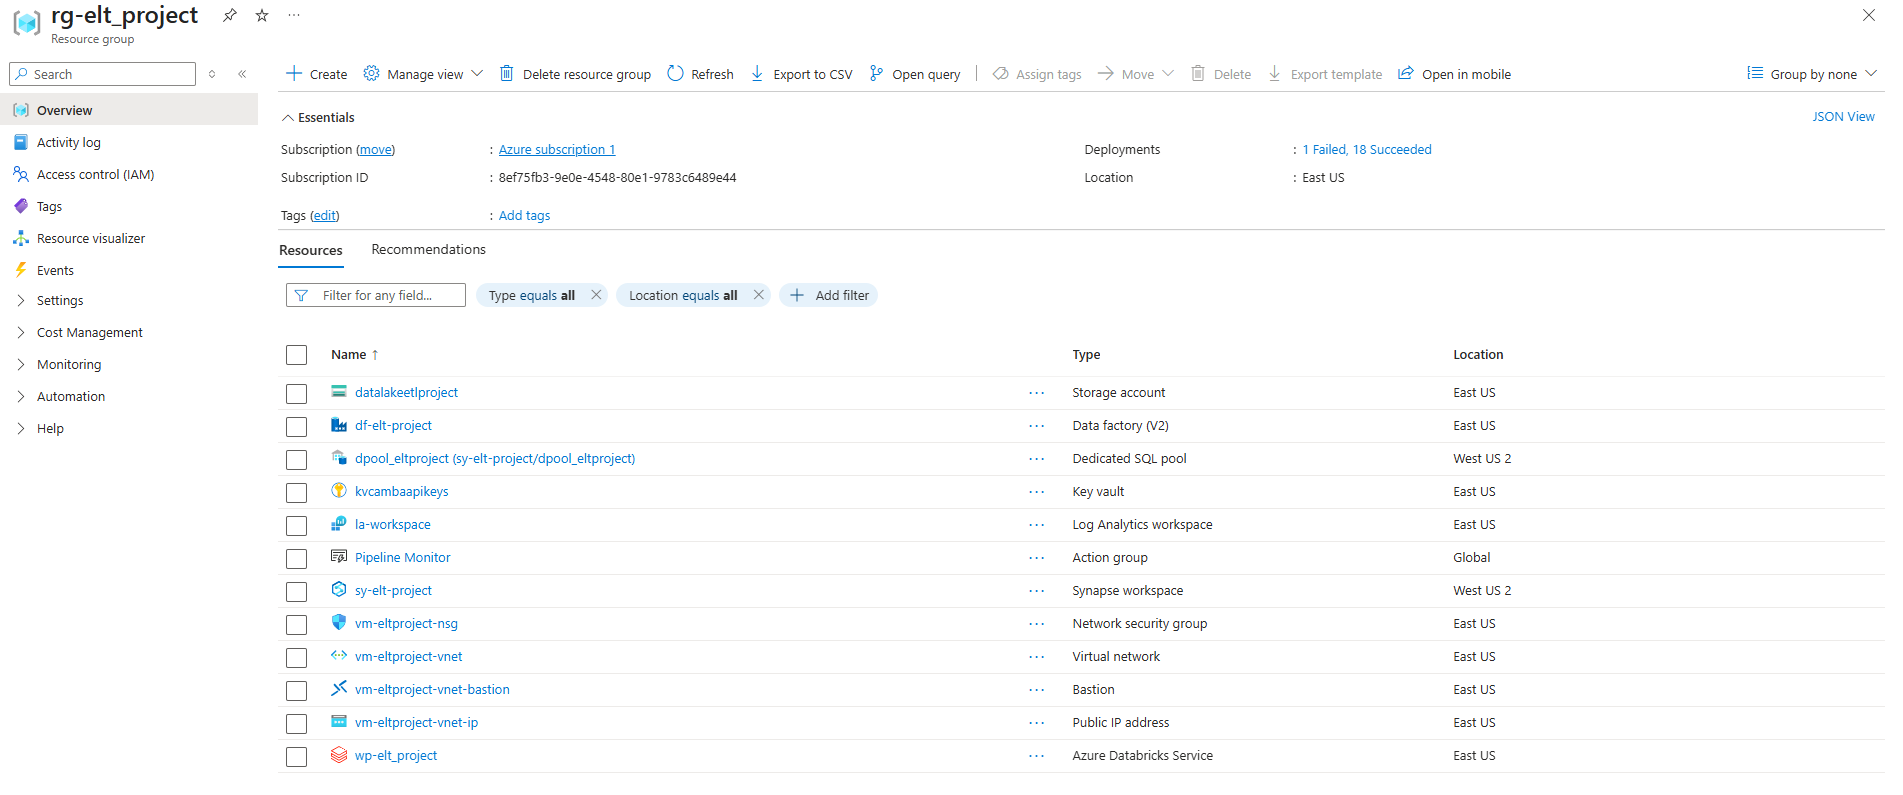 rg-elt_project
Resource group
Search
Create Manage view Delete resource group Refresh Export to CSV Open query Assign tags Move Delete Export template Open in mobile Group by none
Overview
Activity log
Access control (IAM)
Tags
Resource visualizer
Events
Settings
Cost Management
Monitoring
Automation
Help
Essentials JSON View
Subscription (move) : Azure subscription 1 Deployments : 1 Failed, 18 Succeeded
Subscription ID : 8ef75fb3-9e0e-4548-80e1-9783c6489e44 Location : East US
Tags (edit) : Add tags
Resources Recommendations
Filter for any field... Type equals all Location equals all Add filter
Name ↑ Type Location
datalakeetlproject ... Storage account East US
df-elt-project ... Data factory (V2) East US
dpool_eltproject (sy-elt-project/dpool_eltproject) ... Dedicated SQL pool West US 2
kvcambaapikeys ... Key vault East US
la-workspace ... Log Analytics workspace East US
Pipeline Monitor ... Action group Global
sy-elt-project ... Synapse workspace West US 2
vm-eltproject-nsg ... Network security group East US
vm-eltproject-vnet ... Virtual network East US
vm-eltproject-vnet-bastion ... Bastion East US
vm-eltproject-vnet-ip ... Public IP address East US
wp-elt_project ... Azure Databricks Service East US